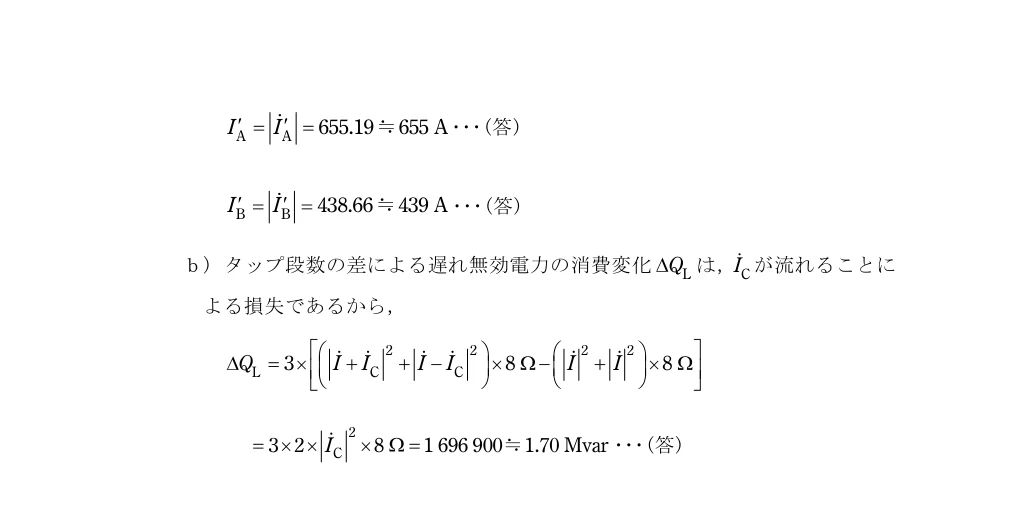 I′_A = |İ′_A| = 655.19 ≒ 655 A ･･･ (答)
I′_B = |İ′_B| = 438.66 ≒ 439 A ･･･ (答)
b) タップ段数の差による遅れ無効電力の消費変化 ΔQ_L は, İ_C が流れることに
よる損失であるから,
ΔQ_L = 3×[(|İ + İ_C|² + |İ − İ_C|²)×8 Ω−(|İ|² + |İ|²)×8 Ω]
= 3×2×|İ_C|²×8 Ω = 1 696 900 ≒ 1.70 Mvar ･･･ (答)